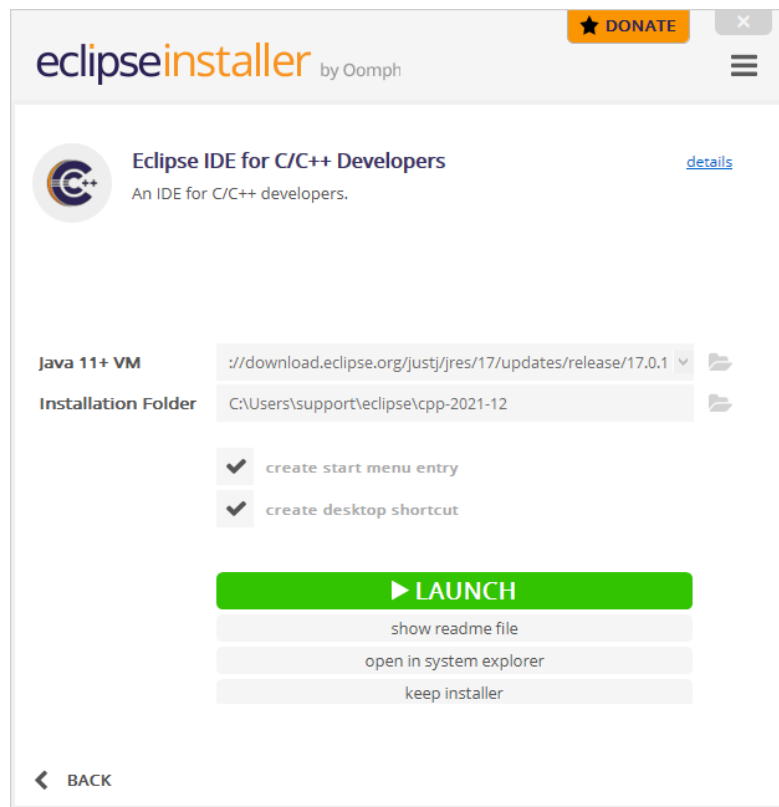 DONATE
eclipseinstaller by Oomph
C++
Eclipse IDE for C/C++ Developers
details
An IDE for C/C++ developers.
Java 11+ VM
://download.eclipse.org/justj/jres/17/updates/release/17.0.1
Installation Folder
C:\Users\support\eclipse\cpp-2021-12
create start menu entry
create desktop shortcut
LAUNCH
show readme file
open in system explorer
keep installer
BACK